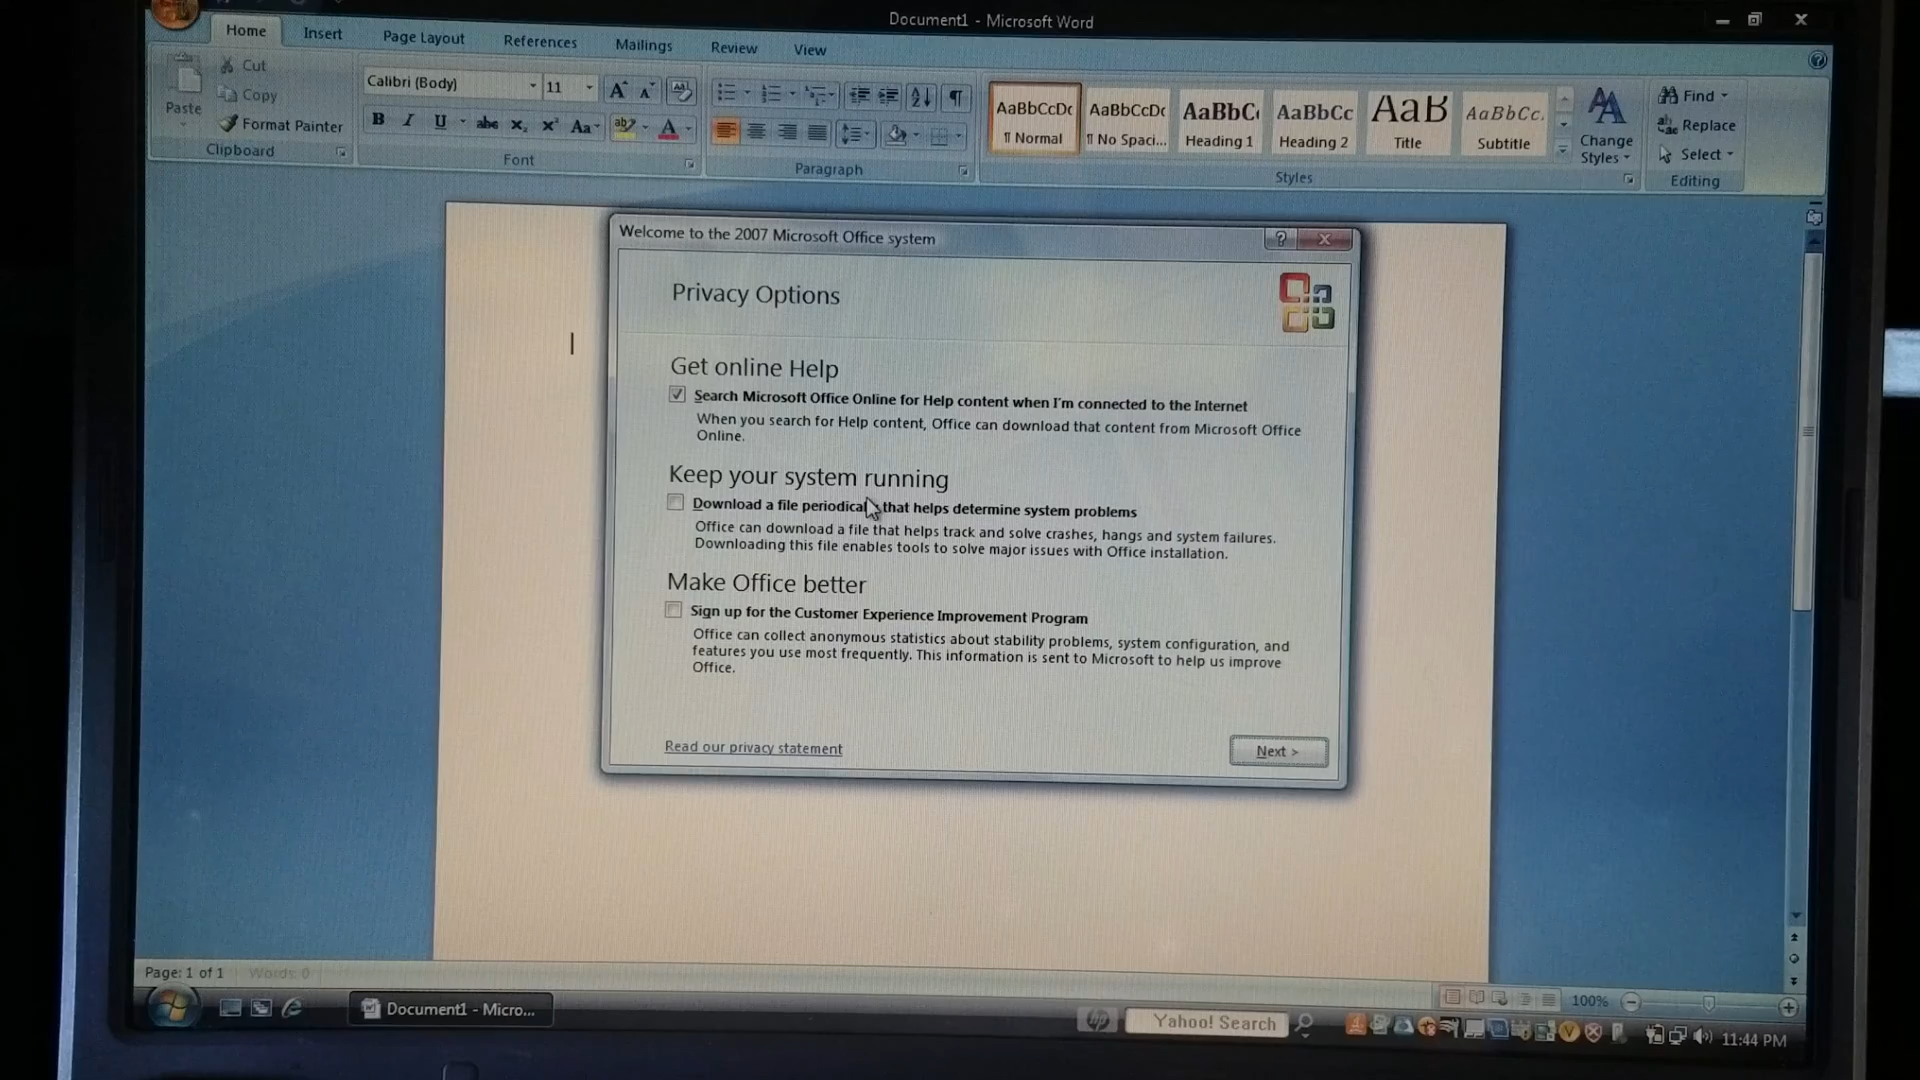 Document1 - Microsoft Word
Home Insert Page Layout References Mailings Review View
Paste
Cut
Copy
Format Painter
Clipboard
Calibri (Body) 11
B I U abc X₂ X² Aa ab A
Font
Paragraph
AaBbCcDc AaBbCcDc AaBbC AaBbCc AaB AaBbCc.
¶ Normal ¶ No Spaci... Heading 1 Heading 2 Title Subtitle
Change
Styles
Styles
Find
Replace
Select
Editing
Welcome to the 2007 Microsoft Office system
Privacy Options
Get online Help
Search Microsoft Office Online for Help content when I'm connected to the Internet
When you search for Help content, Office can download that content from Microsoft Office
Online.
Keep your system running
Download a file periodical that helps determine system problems
Office can download a file that helps track and solve crashes, hangs and system failures.
Downloading this file enables tools to solve major issues with Office installation.
Make Office better
Sign up for the Customer Experience Improvement Program
Office can collect anonymous statistics about stability problems, system configuration, and
features you use most frequently. This information is sent to Microsoft to help us improve
Office.
Read our privacy statement
Next >
Page: 1 of 1 Words: 0
100%
Document1 - Micro...
hp
Yahoo! Search
11:44 PM